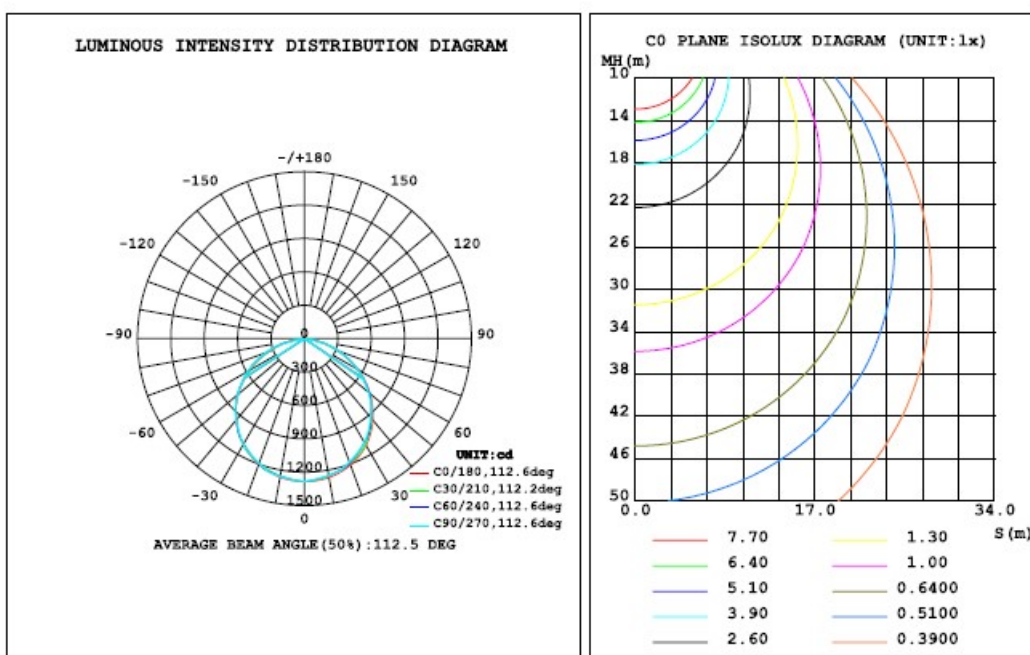 LUMINOUS INTENSITY DISTRIBUTION DIAGRAM
-/+180
-150 150
-120 120
-90 90
0
300
600
900
1200
1500
-60 60
-30 30
0
UNIT:cd
C0/180,112.6deg
C30/210,112.2deg
C60/240,112.6deg
C90/270,112.6deg
AVERAGE BEAM ANGLE(50%):112.5 DEG
C0 PLANE ISOLUX DIAGRAM (UNIT:lx)
MH(m)
10
14
18
22
26
30
34
38
42
46
50
0.0 17.0 34.0
S(m)
7.70 1.30
6.40 1.00
5.10 0.6400
3.90 0.5100
2.60 0.3900